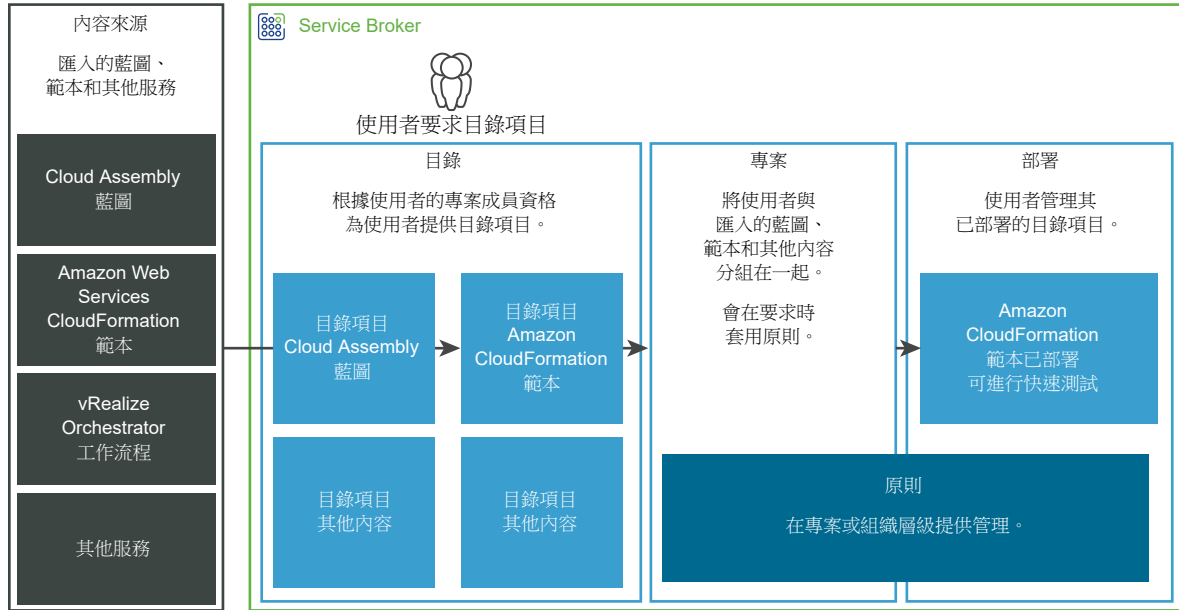 內容來源
匯入的藍圖、
範本和其他服務
Cloud Assembly
藍圖
Amazon Web
Services
CloudFormation
範本
vRealize
Orchestrator
工作流程
其他服務
Service Broker
使用者要求目錄項目
目錄
根據使用者的專案成員資格
為使用者提供目錄項目。
目錄項目
Cloud Assembly
藍圖
目錄項目
Amazon
CloudFormation
範本
目錄項目
其他內容
目錄項目
其他內容
專案
將使用者與
匯入的藍圖、
範本和其他內容
分組在一起。
會在要求時
套用原則。
部署
使用者管理其
已部署的目錄項目。
Amazon
CloudFormation
範本已部署
可進行快速測試
原則
在專案或組織層級提供管理。